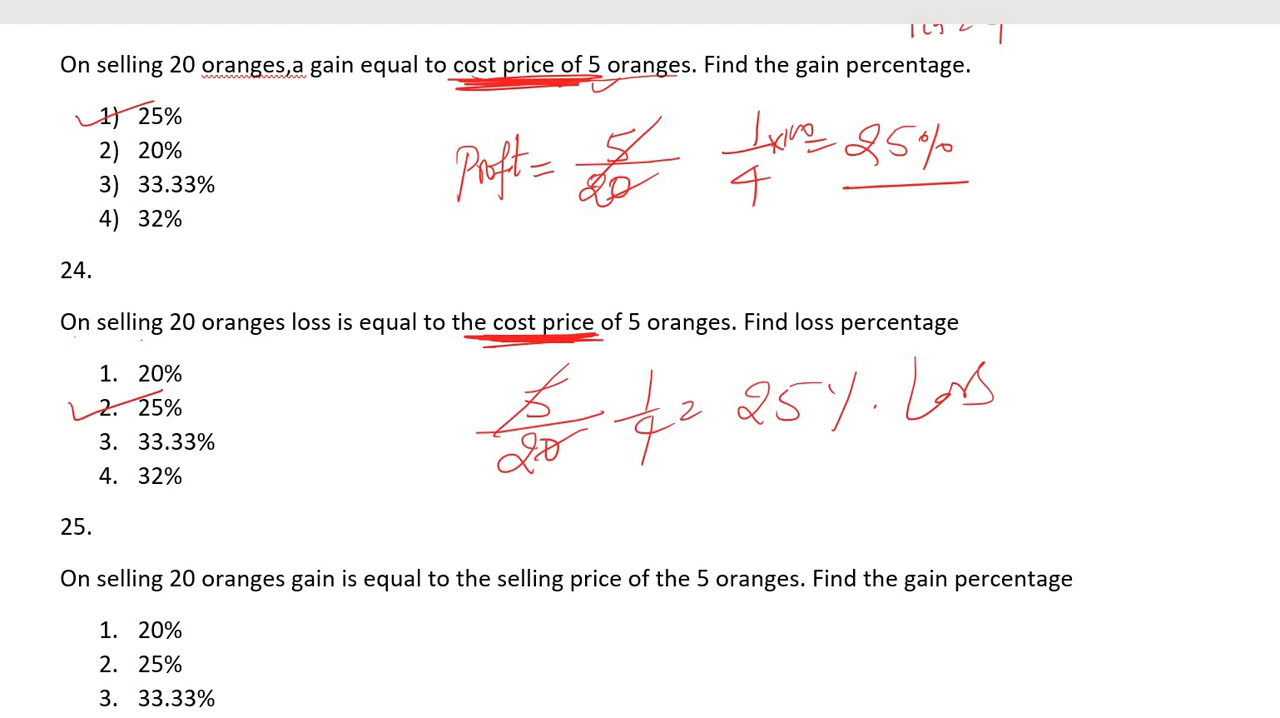 On selling 20 oranges,a gain equal to cost price of 5 oranges. Find the gain percentage.
1) 25%
2) 20%
3) 33.33%
4) 32%
Profit = 5/20 1/4 ×100 = 25%
24.
On selling 20 oranges loss is equal to the cost price of 5 oranges. Find loss percentage
1. 20%
2. 25%
3. 33.33%
4. 32%
5/20 1/4 = 25%. Loss
25.
On selling 20 oranges gain is equal to the selling price of the 5 oranges. Find the gain percentage
1. 20%
2. 25%
3. 33.33%